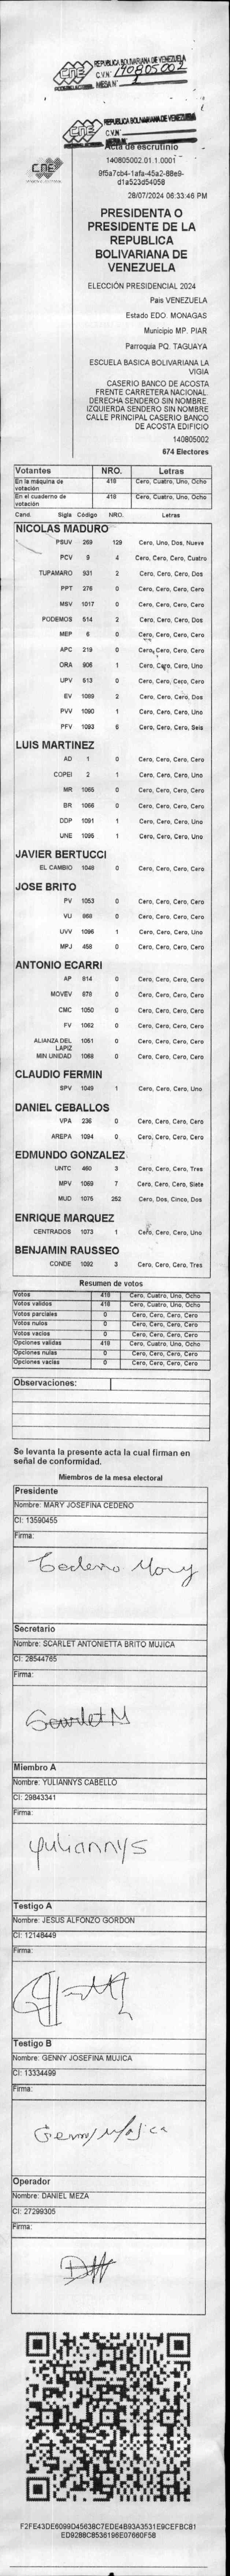 REPUBLICA BOLIVARIANA DE VENEZUELA
CNE
C.V.N° 140805002
MESA N° 1
REPUBLICA BOLIVARIANA DE VENEZUELA
CNE
C.V.N°
Acta de escrutinio
CNE
140805002.01.1.0001
9f5a7cb4-1afa-45a2-88e9-
d1a523d54058
28/07/2024 06:33:46 PM
PRESIDENTA O
PRESIDENTE DE LA
REPUBLICA
BOLIVARIANA DE
VENEZUELA
ELECCIÓN PRESIDENCIAL 2024
Pais VENEZUELA
Estado EDO. MONAGAS
Municipio MP. PIAR
Parroquia PQ. TAGUAYA
ESCUELA BASICA BOLIVARIANA LA
VIGIA
CASERIO BANCO DE ACOSTA
FRENTE CARRETERA NACIONAL.
DERECHA SENDERO SIN NOMBRE.
IZQUIERDA SENDERO SIN NOMBRE
CALLE PRINCIPAL CASERIO BANCO
DE ACOSTA EDIFICIO
140805002
674 Electores
Votantes NRO. Letras
En la máquina de votación 418 Cero, Cuatro, Uno, Ocho
En el cuaderno de votación 418 Cero, Cuatro, Uno, Ocho
Cand. Sigla Código NRO. Letras
NICOLAS MADURO
PSUV 269 129 Cero, Uno, Dos, Nueve
PCV 9 4 Cero, Cero, Cero, Cuatro
TUPAMARO 931 2 Cero, Cero, Cero, Dos
PPT 276 0 Cero, Cero, Cero, Cero
MSV 1017 0 Cero, Cero, Cero, Cero
PODEMOS 514 2 Cero, Cero, Cero, Dos
MEP 6 0 Cero, Cero, Cero, Cero
APC 219 0 Cero, Cero, Cero, Cero
ORA 906 1 Cero, Cero, Cero, Uno
UPV 513 0 Cero, Cero, Cero, Cero
EV 1089 2 Cero, Cero, Cero, Dos
PVV 1090 1 Cero, Cero, Cero, Uno
PFV 1093 6 Cero, Cero, Cero, Seis
LUIS MARTINEZ
AD 1 0 Cero, Cero, Cero, Cero
COPEI 2 1 Cero, Cero, Cero, Uno
MR 1065 0 Cero, Cero, Cero, Cero
BR 1066 0 Cero, Cero, Cero, Cero
DDP 1091 1 Cero, Cero, Cero, Uno
UNE 1095 1 Cero, Cero, Cero, Uno
JAVIER BERTUCCI
EL CAMBIO 1048 0 Cero, Cero, Cero, Cero
JOSE BRITO
PV 1053 0 Cero, Cero, Cero, Cero
VU 868 0 Cero, Cero, Cero, Cero
UVV 1096 1 Cero, Cero, Cero, Uno
MPJ 458 0 Cero, Cero, Cero, Cero
ANTONIO ECARRI
AP 814 0 Cero, Cero, Cero, Cero
MOVEV 878 0 Cero, Cero, Cero, Cero
CMC 1050 0 Cero, Cero, Cero, Cero
FV 1062 0 Cero, Cero, Cero, Cero
ALIANZA DEL LAPIZ 1051 0 Cero, Cero, Cero, Cero
MIN UNIDAD 1068 0 Cero, Cero, Cero, Cero
CLAUDIO FERMIN
SPV 1049 1 Cero, Cero, Cero, Uno
DANIEL CEBALLOS
VPA 236 0 Cero, Cero, Cero, Cero
AREPA 1094 0 Cero, Cero, Cero, Cero
EDMUNDO GONZALEZ
UNTC 460 3 Cero, Cero, Cero, Tres
MPV 1069 7 Cero, Cero, Cero, Siete
MUD 1075 252 Cero, Dos, Cinco, Dos
ENRIQUE MARQUEZ
CENTRADOS 1073 1 Cero, Cero, Cero, Uno
BENJAMIN RAUSSEO
CONDE 1092 3 Cero, Cero, Cero, Tres
Resumen de votos
Votos 418 Cero, Cuatro, Uno, Ocho
Votos validos 418 Cero, Cuatro, Uno, Ocho
Votos parciales 0 Cero, Cero, Cero, Cero
Votos nulos 0 Cero, Cero, Cero, Cero
Votos vacios 0 Cero, Cero, Cero, Cero
Opciones validas 418 Cero, Cuatro, Uno, Ocho
Opciones nulas 0 Cero, Cero, Cero, Cero
Opciones vacias 0 Cero, Cero, Cero, Cero
Observaciones:
Se levanta la presente acta la cual firman en
señal de conformidad.
Miembros de la mesa electoral
Presidente
Nombre: MARY JOSEFINA CEDEÑO
CI: 13590455
Firma:
Cedeño Mary
Secretario
Nombre: SCARLET ANTONIETTA BRITO MUJICA
CI: 28544765
Firma:
Scarlet M
Miembro A
Nombre: YULIANNYS CABELLO
CI: 29843341
Firma:
yuliannys
Testigo A
Nombre: JESUS ALFONZO GORDON
CI: 12148449
Firma:
Testigo B
Nombre: GENNY JOSEFINA MUJICA
CI: 13334499
Firma:
Genny Mujica
Operador
Nombre: DANIEL MEZA
CI: 27299305
Firma:
F2FE43DE6099D45638C7EDE4B93A3531E9CEFBC81
ED9288C8536196E07660F58